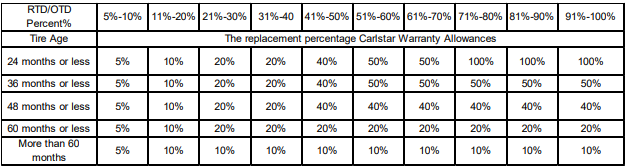 RTD/OTD Percent% 5%-10% 11%-20% 21%-30% 31%-40 41%-50% 51%-60% 61%-70% 71%-80% 81%-90% 91%-100%
Tire Age The replacement percentage Carlstar Warranty Allowances
24 months or less 5% 10% 20% 20% 40% 50% 50% 100% 100% 100%
36 months or less 5% 10% 20% 20% 40% 50% 50% 50% 50% 50%
48 months or less 5% 10% 20% 20% 40% 40% 40% 40% 40% 40%
60 months or less 5% 10% 20% 20% 20% 20% 20% 20% 20% 20%
More than 60 months 5% 10% 10% 10% 10% 10% 10% 10% 10% 10%